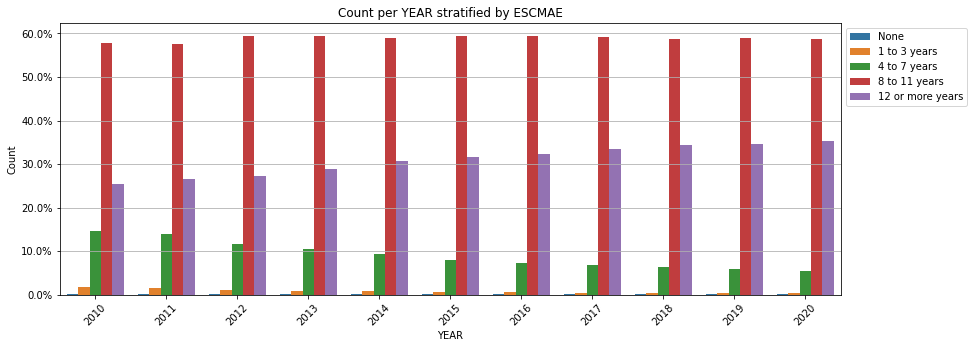 Count per YEAR stratified by ESCMAE
60.0%
50.0%
40.0%
30.0%
20.0%
10.0%
0.0%
Count
2010 2011 2012 2013 2014 2015 2016 2017 2018 2019 2020
YEAR
None
1 to 3 years
4 to 7 years
8 to 11 years
12 or more years